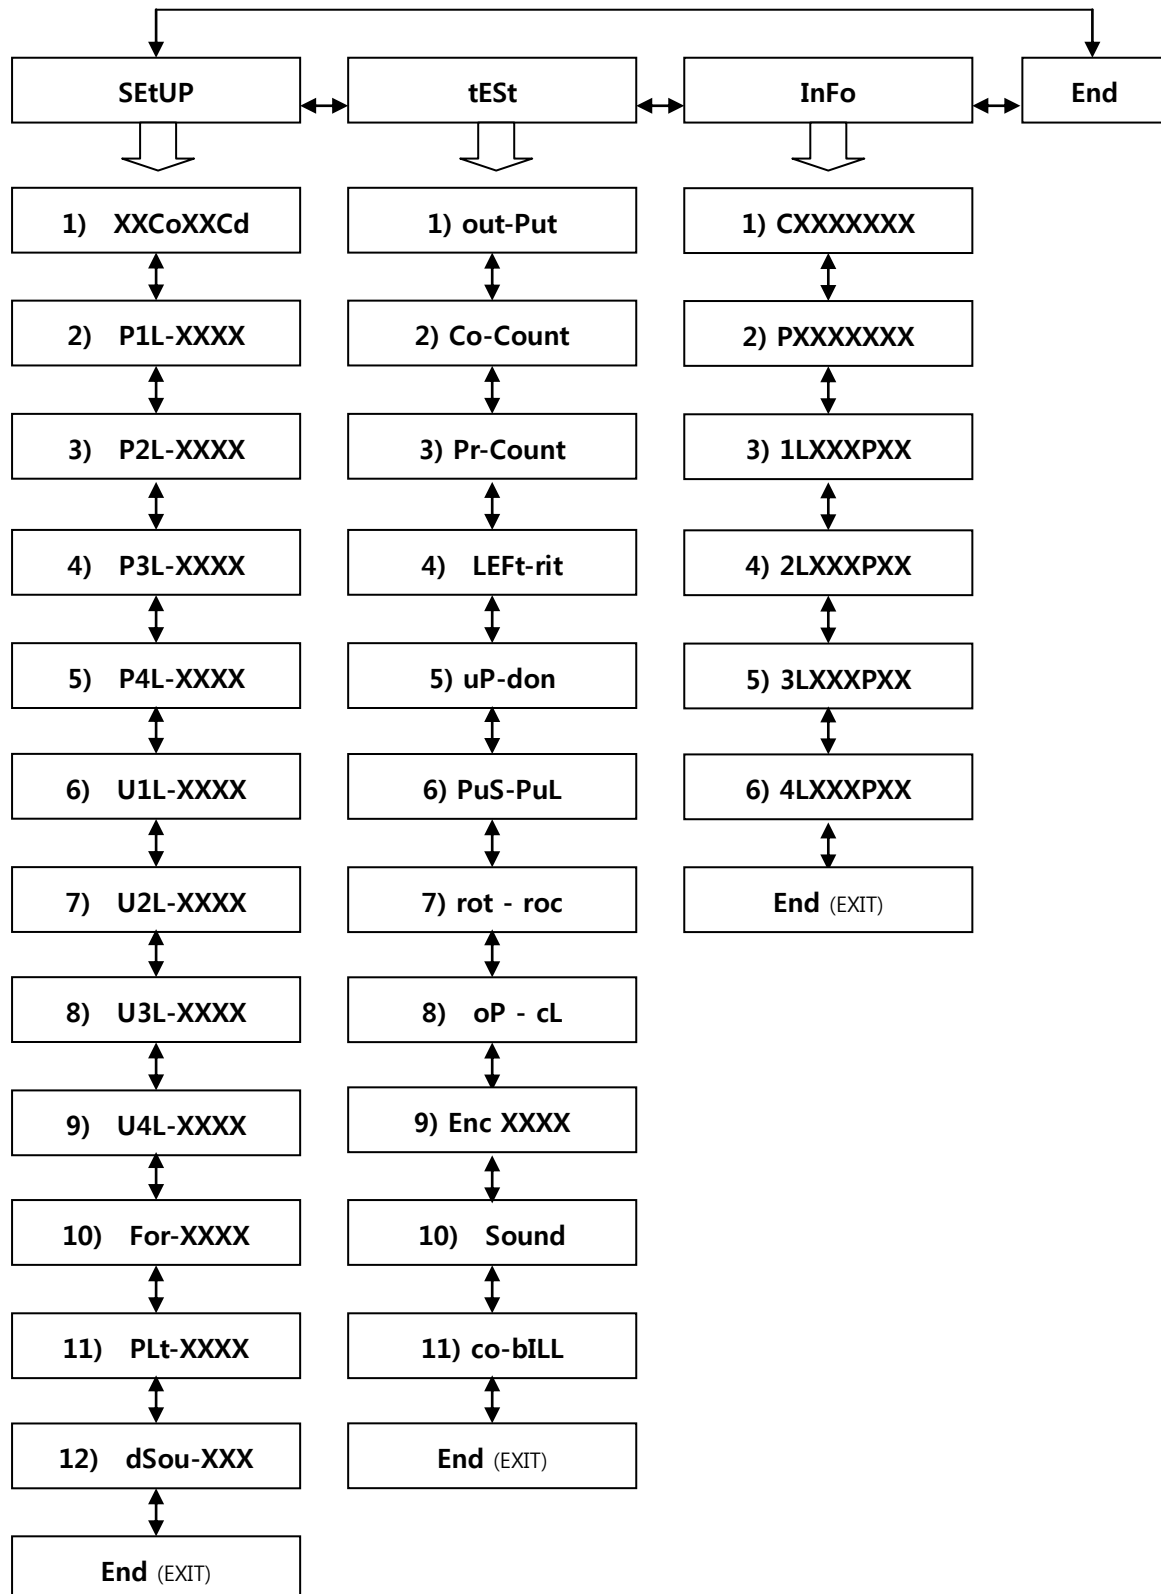 SEtUP
tESt
InFo
End
1) XXCoXXCd
2) P1L-XXXX
3) P2L-XXXX
4) P3L-XXXX
5) P4L-XXXX
6) U1L-XXXX
7) U2L-XXXX
8) U3L-XXXX
9) U4L-XXXX
10) For-XXXX
11) PLt-XXXX
12) dSou-XXX
End (EXIT)
1) out-Put
2) Co-Count
3) Pr-Count
4) LEFt-rit
5) uP-don
6) PuS-PuL
7) rot - roc
8) oP - cL
9) Enc XXXX
10) Sound
11) co-bILL
End (EXIT)
1) CXXXXXXX
2) PXXXXXXX
3) 1LXXXPXX
4) 2LXXXPXX
5) 3LXXXPXX
6) 4LXXXPXX
End (EXIT)